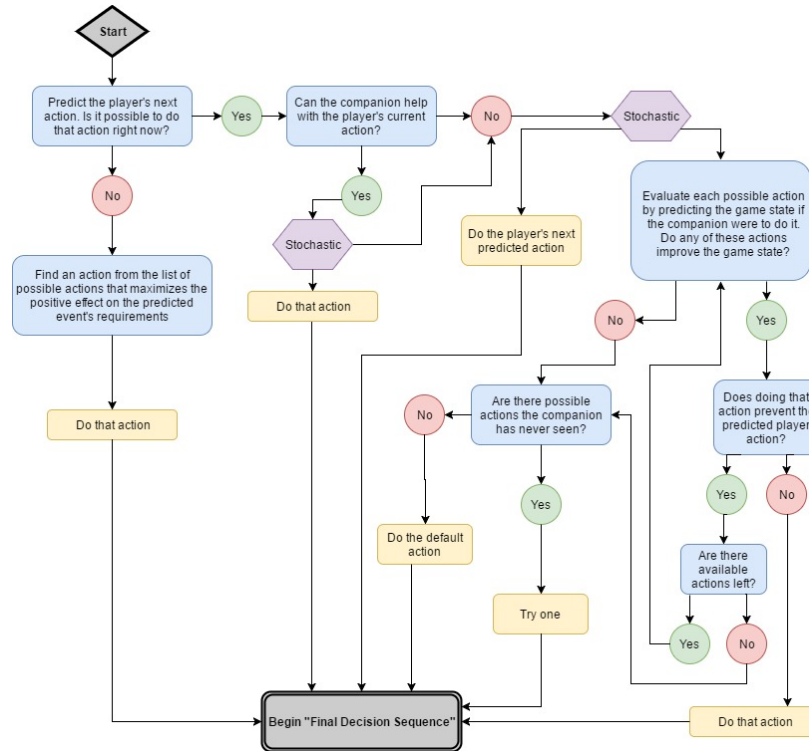 Start
Predict the player's next
action. Is it possible to do
that action right now?
Yes
Can the companion help
with the player's current
action?
No
Stochastic
No
Yes
Stochastic
Do the player's next
predicted action
Evaluate each possible action
by predicting the game state if
the companion were to do it.
Do any of these actions
improve the game state?
Find an action from the list of
possible actions that maximizes the
positive effect on the predicted
event's requirements
Do that action
No
Yes
Do that action
No
Are there possible
actions the companion
has never seen?
Does doing that
action prevent the
predicted player
action?
Yes
Yes
No
Do the default
action
Are there
available
actions left?
Try one
Yes
No
Begin "Final Decision Sequence"
Do that action